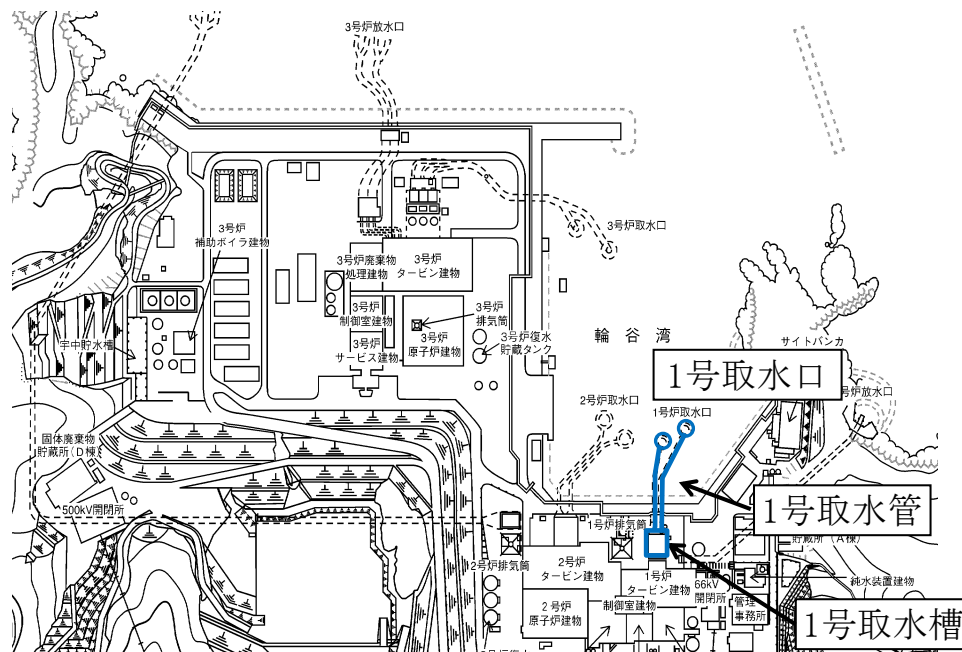 3号炉放水口
3号炉取水口
3号炉
補助ボイラ建物
3号炉廃棄物
処理建物
3号炉
タービン建物
3号炉
制御室建物
3号炉
排気筒
3号炉
原子炉建物
3号炉復水
貯蔵タンク
3号炉
サービス建物
宇中貯水槽
輪谷湾
サイトバンカ
1号取水口
号炉放水口
2号炉取水口
1号炉取水口
固体廃棄物
貯蔵所(D棟)
500kV開閉所
1号取水管
1号炉排気筒
貯蔵所(A棟)
2号炉排気筒
2号炉
タービン建物
1号炉
タービン建物
66kV
開閉所
純水装置建物
2号炉
原子炉建物
制御室建物
管理
事務所
1号取水槽